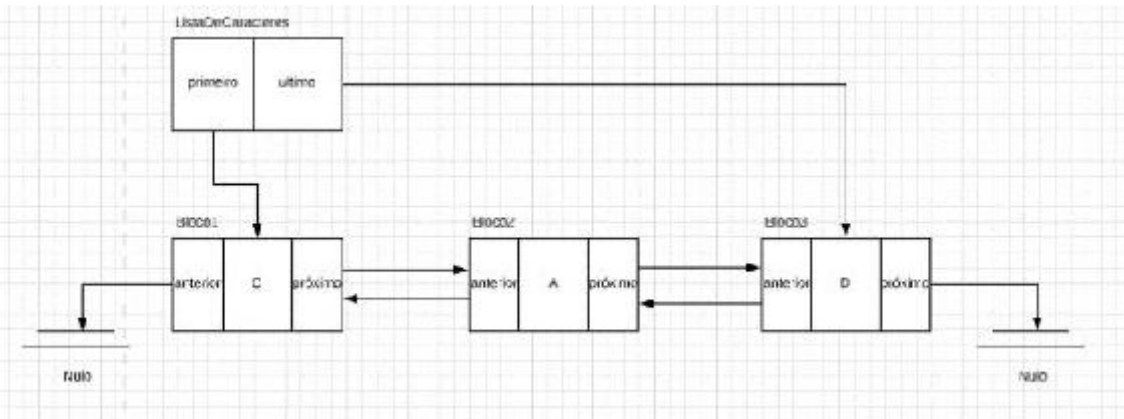 ListaDeCaracteres
primeiro ultimo
Bloco1 Bloco2 Bloco3
anterior C próximo anterior A próximo anterior D próximo
Nulo Nulo